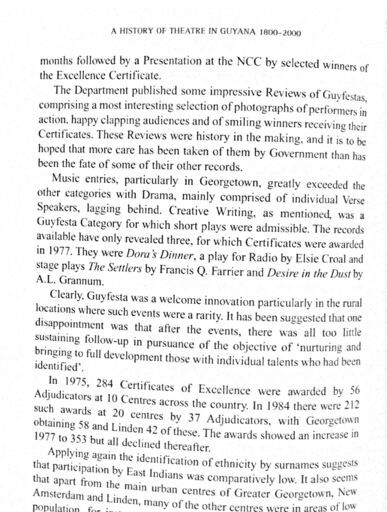 A HISTORY OF THEATRE IN GUYANA 1800–2000
months followed by a Presentation at the NCC by selected winners of
the Excellence Certificate.
The Department published some impressive Reviews of Guyfestas,
comprising a most interesting selection of photographs of performers in
action, happy clapping audiences and of smiling winners receiving their
Certificates. These Reviews were history in the making, and it is to be
hoped that more care has been taken of them by Government than has
been the fate of some of their other records.
Music entries, particularly in Georgetown, greatly exceeded the
other categories with Drama, mainly comprised of individual Verse
Speakers, lagging behind. Creative Writing, as mentioned, was a
Guyfesta Category for which short plays were admissible. The records
available have only revealed three, for which Certificates were awarded
in 1977. They were Dora's Dinner, a play for Radio by Elsie Croal and
stage plays The Settlers by Francis Q. Farrier and Desire in the Dust by
A.L. Grannum.
Clearly, Guyfesta was a welcome innovation particularly in the rural
locations where such events were a rarity. It has been suggested that one
disappointment was that after the events, there was all too little
sustaining follow-up in pursuance of the objective of 'nurturing and
bringing to full development those with individual talents who had been
identified'.
In 1975, 284 Certificates of Excellence were awarded by 56
Adjudicators at 10 Centres across the country. In 1984 there were 212
such awards at 20 centres by 37 Adjudicators, with Georgetown
obtaining 58 and Linden 42 of these. The awards showed an increase in
1977 to 353 but all declined thereafter.
Applying again the identification of ethnicity by surnames suggests
that participation by East Indians was comparatively low. It also seems
that apart from the main urban centres of Greater Georgetown, New
Amsterdam and Linden, many of the other centres were in areas of low
population, for